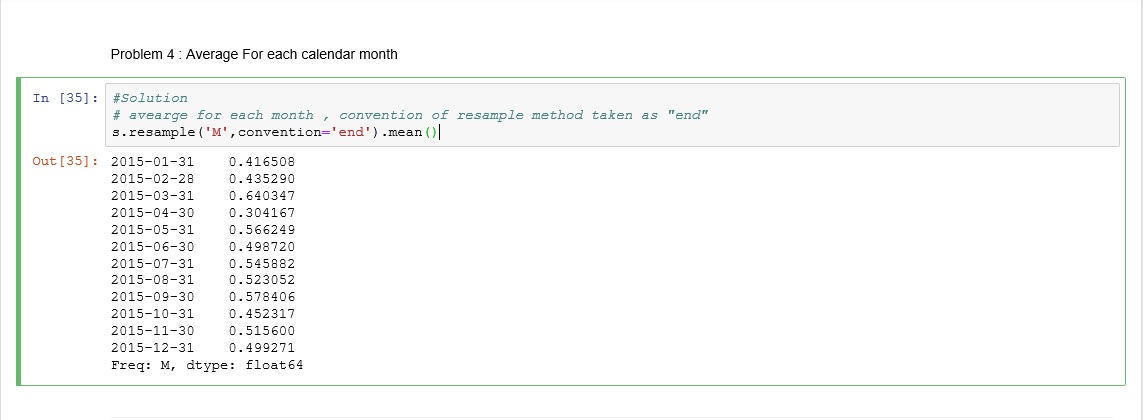 Problem 4 : Average For each calendar month
In [35]: #Solution
# avearge for each month , convention of resample method taken as "end"
s.resample('M',convention='end').mean()
Out[35]: 2015-01-31    0.416508
2015-02-28    0.435290
2015-03-31    0.640347
2015-04-30    0.304167
2015-05-31    0.566249
2015-06-30    0.498720
2015-07-31    0.545882
2015-08-31    0.523052
2015-09-30    0.578406
2015-10-31    0.452317
2015-11-30    0.515600
2015-12-31    0.499271
Freq: M, dtype: float64